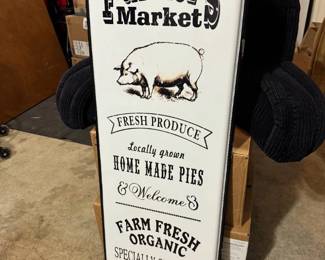 Market
FRESH PRODUCE
Locally grown
HOME MADE PIES
& Welcome &
FARM FRESH
ORGANIC